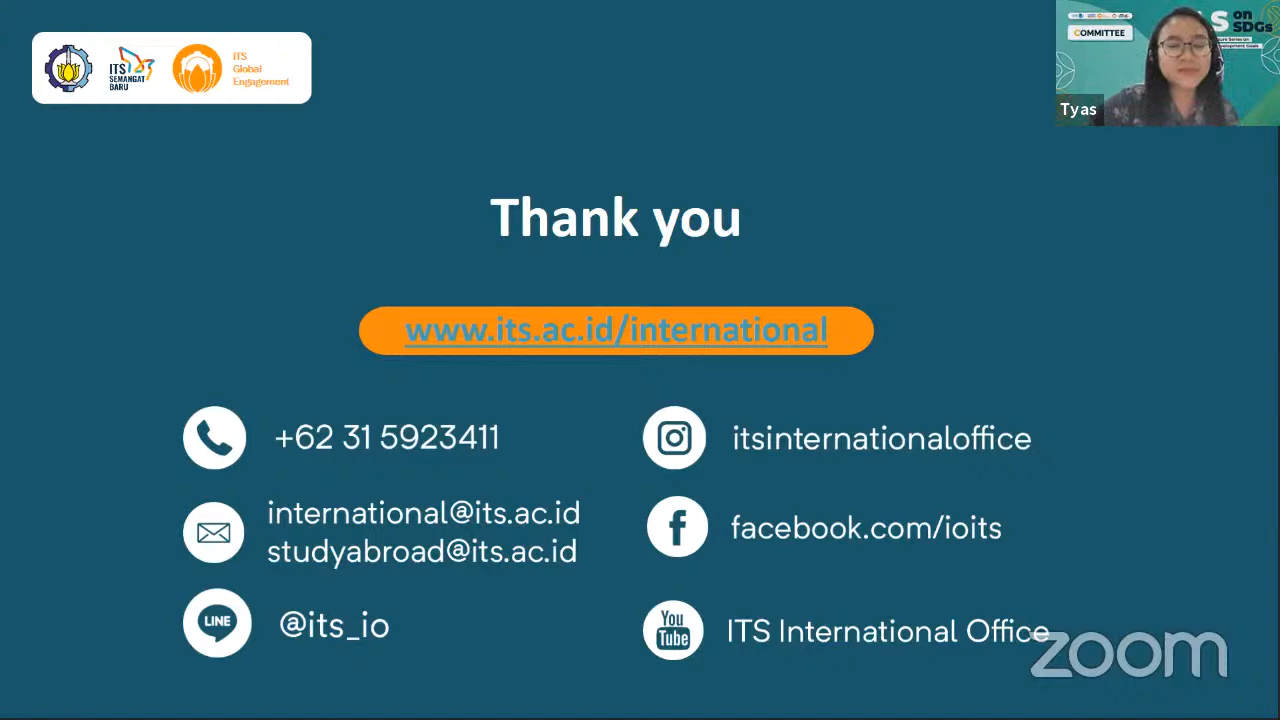 ITS
Global
Engagement
ITS
SEMANGAT
BARU
COMMITTEE
on
SDGs
Tyas
Thank you
www.its.ac.id/international
+62 31 5923411
itsinternationaloffice
international@its.ac.id
studyabroad@its.ac.id
facebook.com/ioits
LINE
@its_io
You
Tube
ITS International Office
zoom